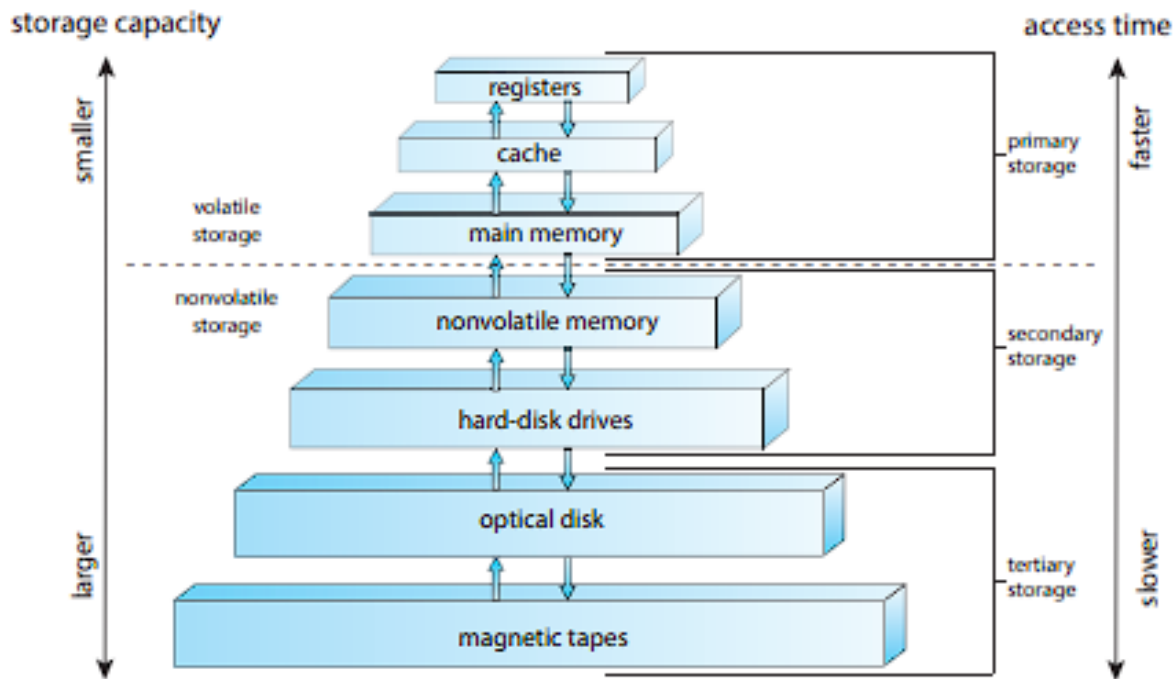 storage capacity
access time
smaller
larger
faster
slower
registers
cache
main memory
nonvolatile memory
hard-disk drives
optical disk
magnetic tapes
volatile
storage
nonvolatile
storage
primary
storage
secondary
storage
tertiary
storage